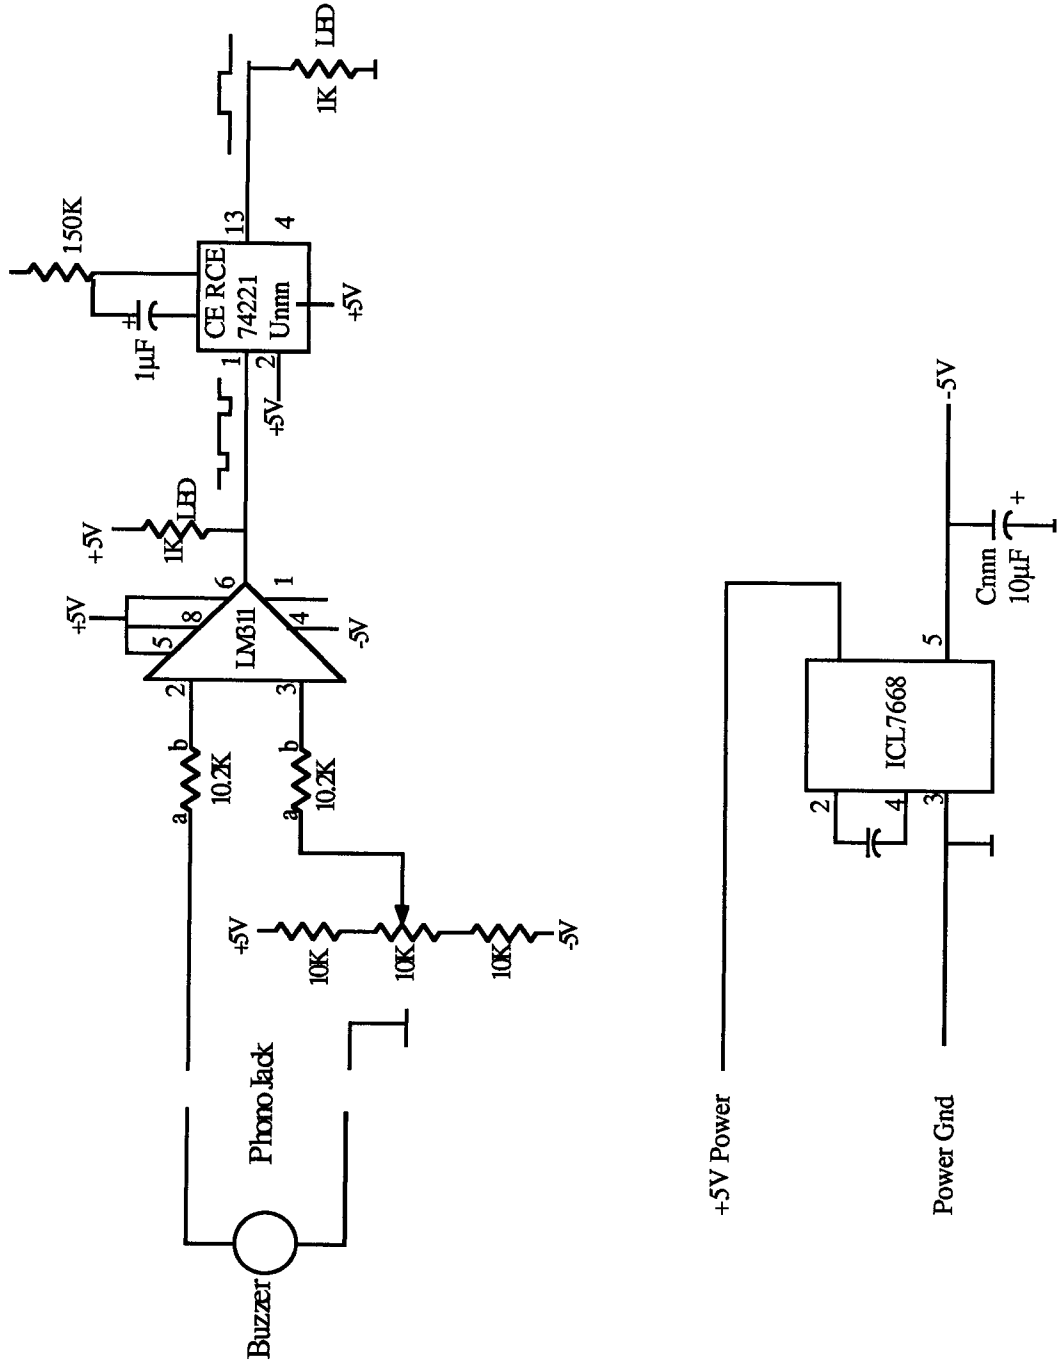 Buzzer
Phono Jack
a
b
10.2K
a
b
10.2K
+5V
10K
10K
10K
-5V
2
3
LM311
+5V
5
8
6
4
1
-5V
+5V
1K
LED
1
2
+5V
1µF
+
150K
CE RCE
74221
Unnn
+5V
13
4
1K
LED
+5V Power
Power Gnd
2
4
3
ICL7668
5
-5V
Cnnn
10µF
+